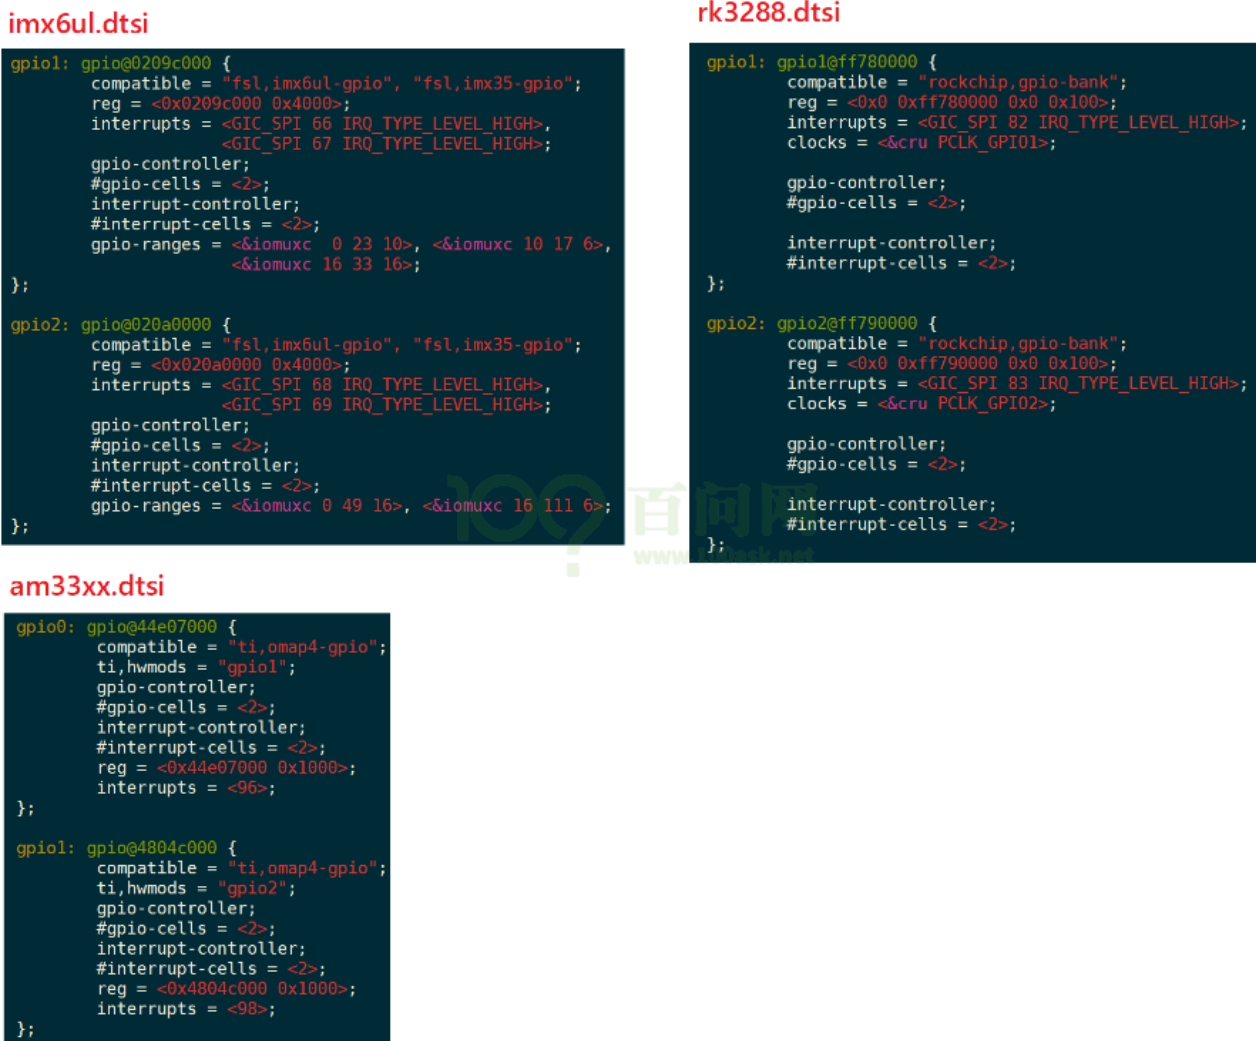 imx6ul.dtsi
gpio1: gpio@0209c000 {
compatible = "fsl,imx6ul-gpio", "fsl,imx35-gpio";
reg = <0x0209c000 0x4000>;
interrupts = <GIC_SPI 66 IRQ_TYPE_LEVEL_HIGH>,
<GIC_SPI 67 IRQ_TYPE_LEVEL_HIGH>;
gpio-controller;
#gpio-cells = <2>;
interrupt-controller;
#interrupt-cells = <2>;
gpio-ranges = <&iomuxc  0 23 10>, <&iomuxc 10 17 6>,
<&iomuxc 16 33 16>;
};
gpio2: gpio@020a0000 {
compatible = "fsl,imx6ul-gpio", "fsl,imx35-gpio";
reg = <0x020a0000 0x4000>;
interrupts = <GIC_SPI 68 IRQ_TYPE_LEVEL_HIGH>,
<GIC_SPI 69 IRQ_TYPE_LEVEL_HIGH>;
gpio-controller;
#gpio-cells = <2>;
interrupt-controller;
#interrupt-cells = <2>;
gpio-ranges = <&iomuxc 0 49 16>, <&iomuxc 16 111 6>;
};
rk3288.dtsi
gpio1: gpio1@ff780000 {
compatible = "rockchip,gpio-bank";
reg = <0x0 0xff780000 0x0 0x100>;
interrupts = <GIC_SPI 82 IRQ_TYPE_LEVEL_HIGH>;
clocks = <&cru PCLK_GPIO1>;
gpio-controller;
#gpio-cells = <2>;
interrupt-controller;
#interrupt-cells = <2>;
};
gpio2: gpio2@ff790000 {
compatible = "rockchip,gpio-bank";
reg = <0x0 0xff790000 0x0 0x100>;
interrupts = <GIC_SPI 83 IRQ_TYPE_LEVEL_HIGH>;
clocks = <&cru PCLK_GPIO2>;
gpio-controller;
#gpio-cells = <2>;
interrupt-controller;
#interrupt-cells = <2>;
};
百问网
www.100ask.net
am33xx.dtsi
gpio0: gpio@44e07000 {
compatible = "ti,omap4-gpio";
ti,hwmods = "gpio1";
gpio-controller;
#gpio-cells = <2>;
interrupt-controller;
#interrupt-cells = <2>;
reg = <0x44e07000 0x1000>;
interrupts = <96>;
};
gpio1: gpio@4804c000 {
compatible = "ti,omap4-gpio";
ti,hwmods = "gpio2";
gpio-controller;
#gpio-cells = <2>;
interrupt-controller;
#interrupt-cells = <2>;
reg = <0x4804c000 0x1000>;
interrupts = <98>;
};